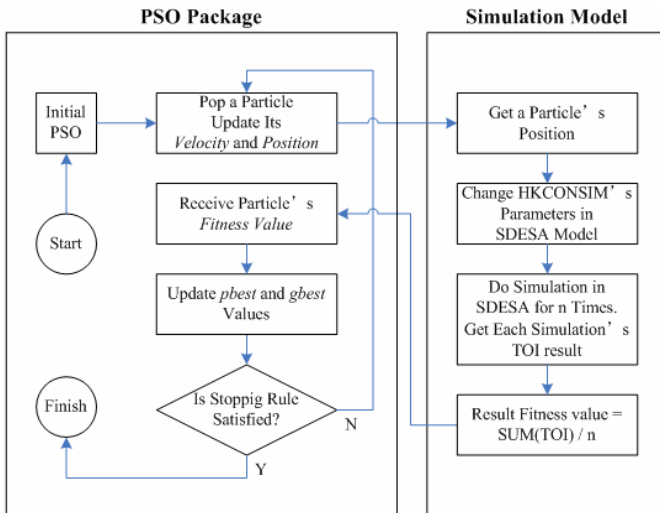 PSO Package
Simulation Model
Initial
PSO
Pop a Particle
Update Its
Velocity and Position
Get a Particle's
Position
Receive Particle's
Fitness Value
Change HKCONSIM's
Parameters in
SDESA Model
Start
Update pbest and gbest
Values
Do Simulation in
SDESA for n Times.
Get Each Simulation's
TOI result
Finish
Is Stoppig Rule
Satisfied?
N
Y
Result Fitness value =
SUM(TOI) / n